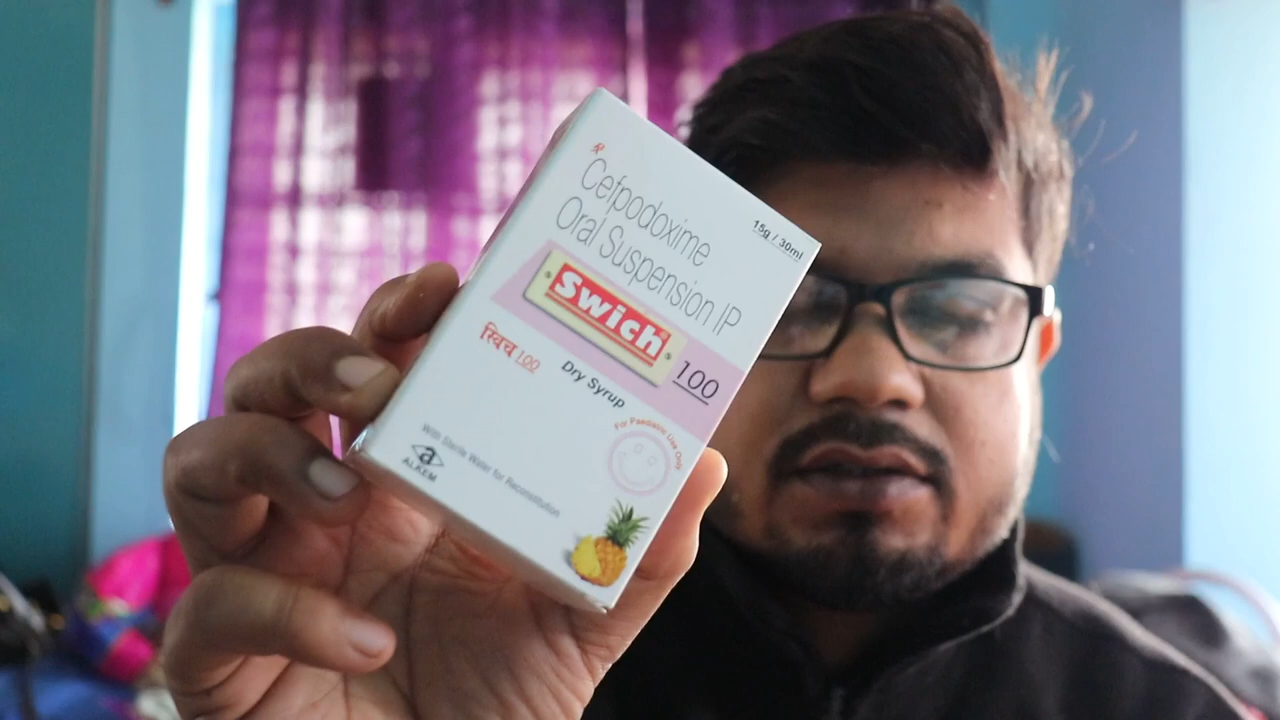 Rx
Cefpodoxime
Oral Suspension IP
15g / 30ml
Swich
100
स्विच 100
Dry Syrup
For Paediatric Use Only
With Sterile Water for Reconstitution
a
ALKEM